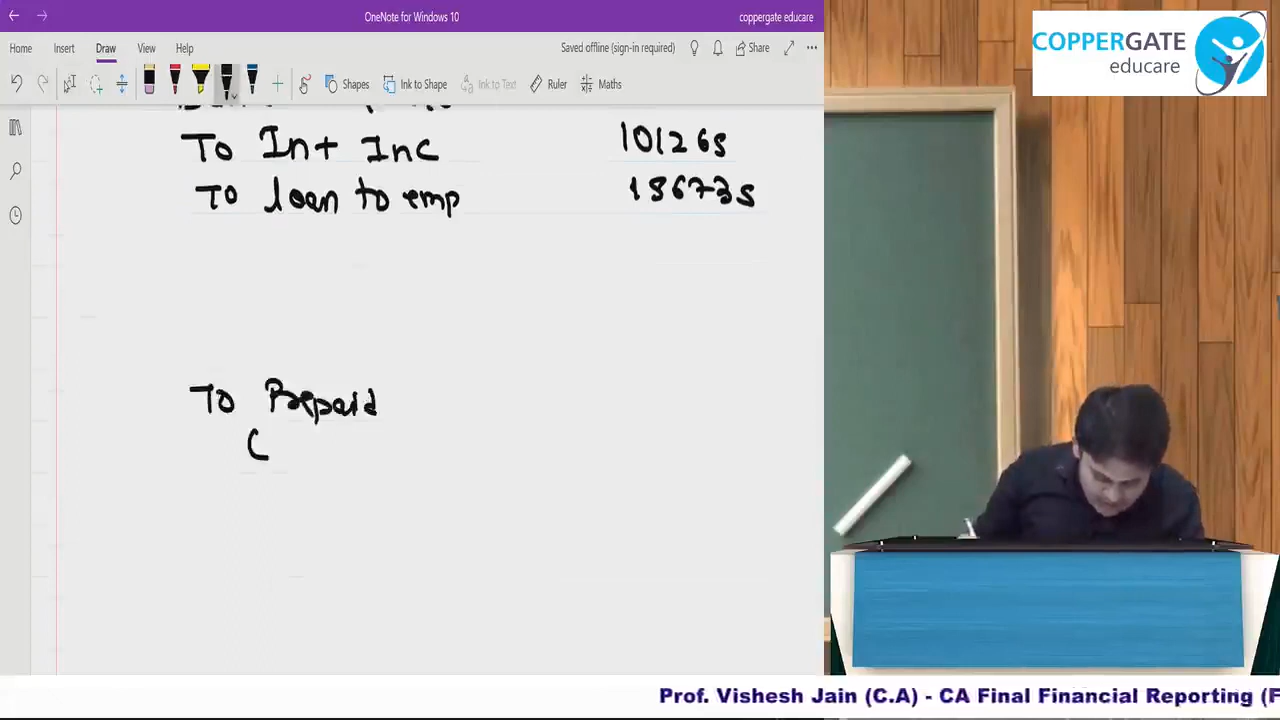 OneNote for Windows 10
coppergate educare
Home Insert Draw View Help
Saved offline (sign-in required)
Share
Shapes
Ink to Shape
Ink to Text
Ruler
Maths
COPPERGATE
educare
To Int Inc 101265
To loan to emp 156735
To Prepaid
(
Prof. Vishesh Jain (C.A) - CA Final Financial Reporting (F